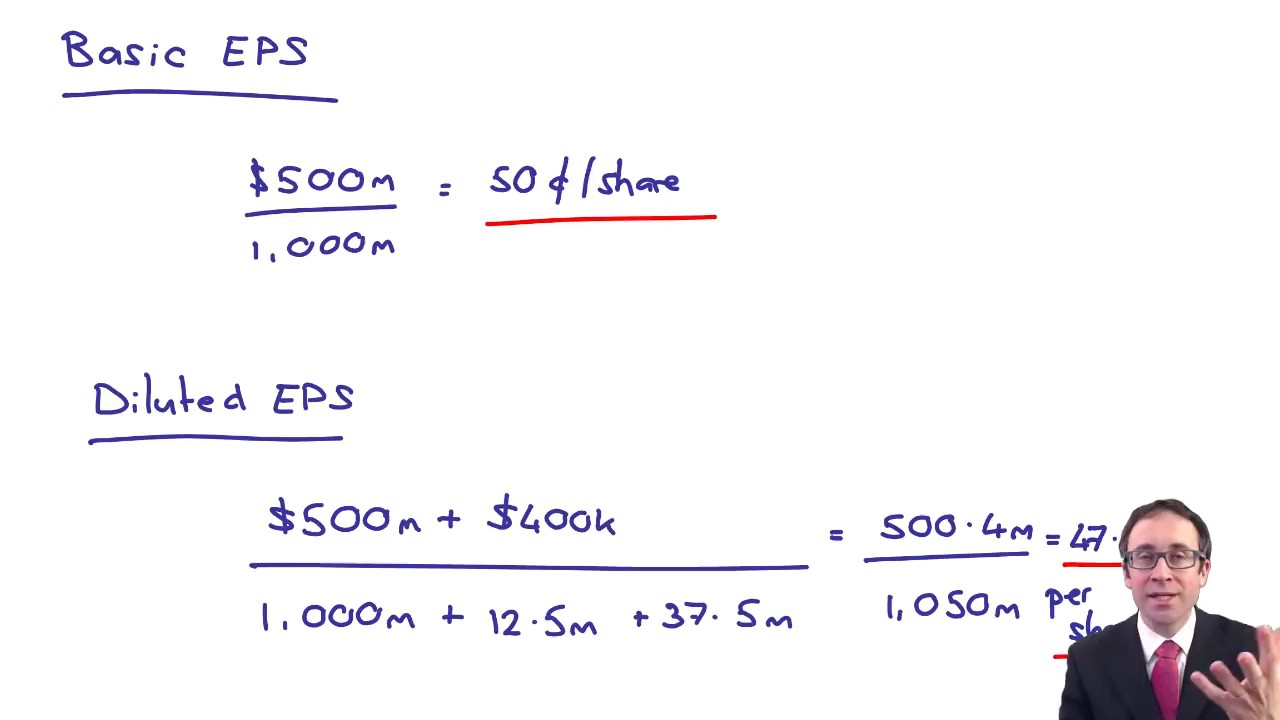 Basic EPS
$500m = 50¢/share
1,000m
Diluted EPS
$500m + $400k = 500.4m = 47.
1,000m + 12.5m + 37.5m 1,050m per